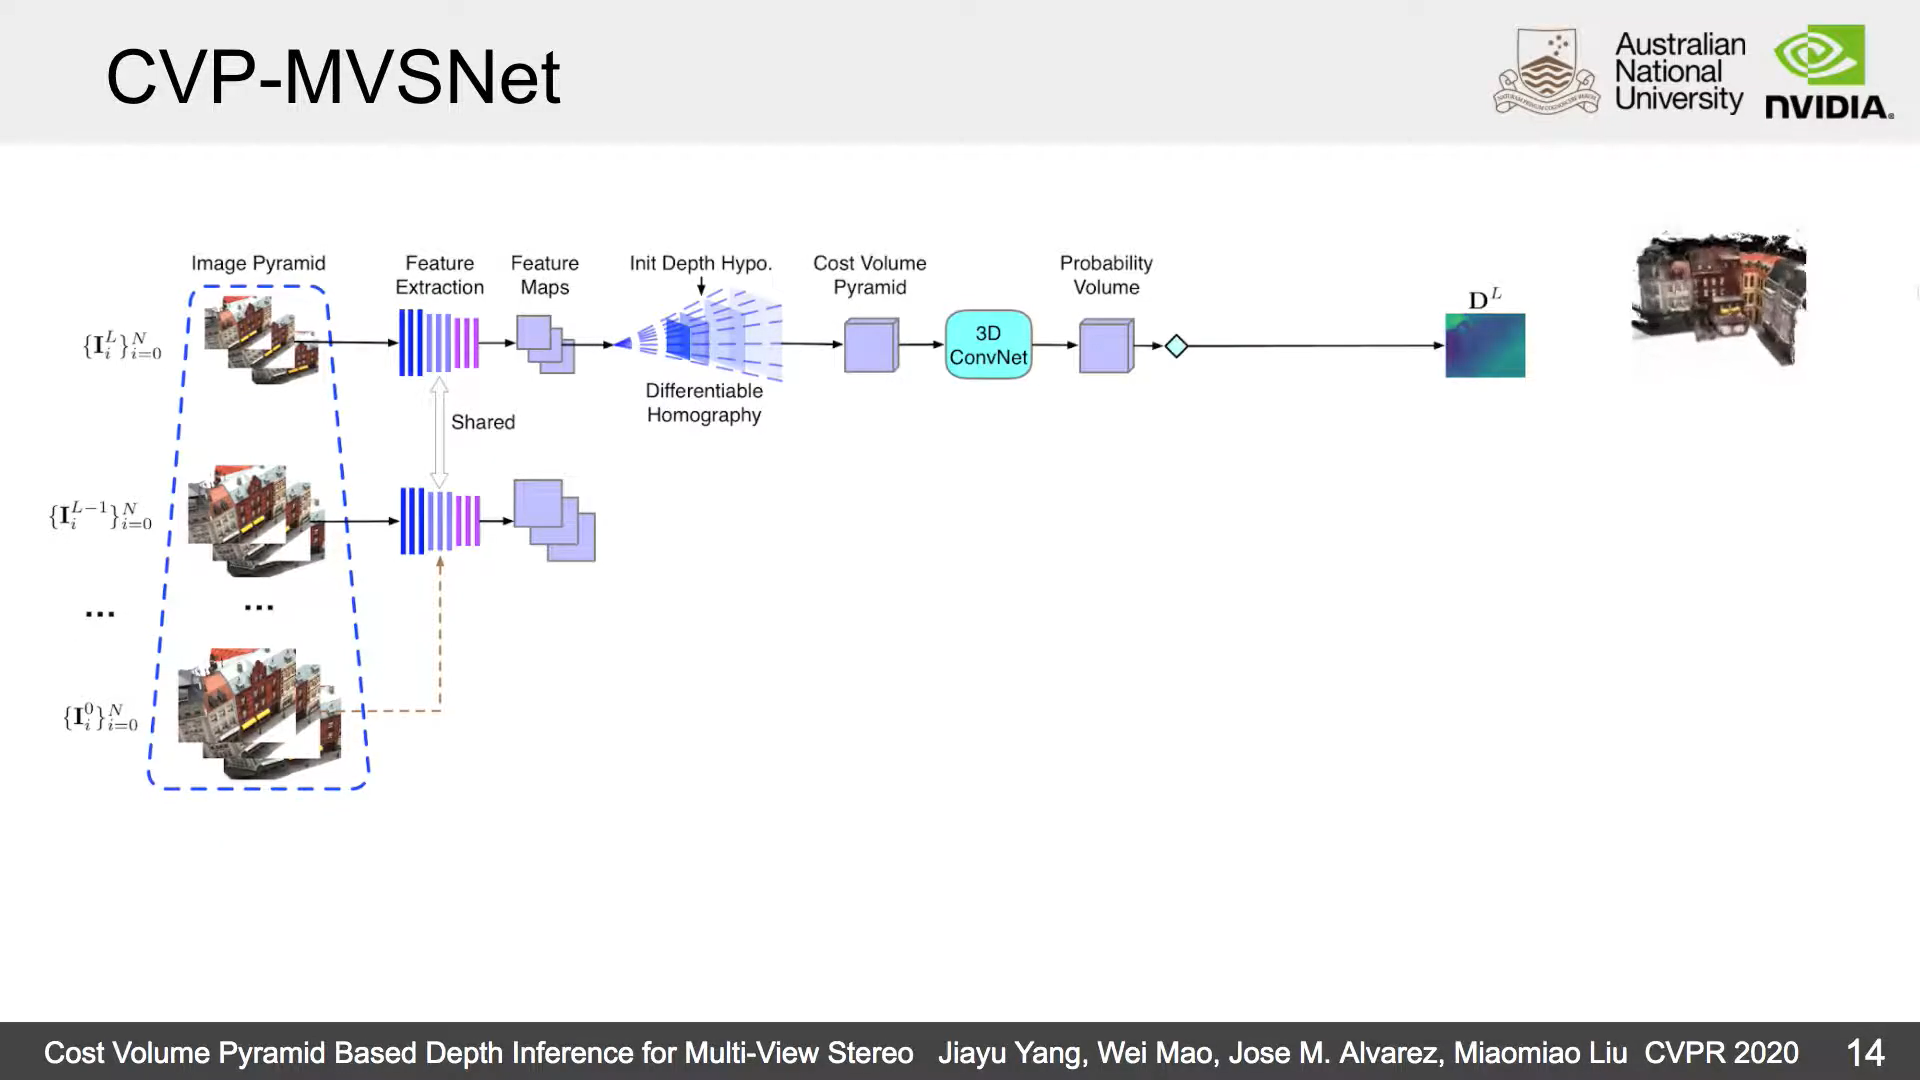 CVP-MVSNet
Australian
National
University
NVIDIA
Image Pyramid
Feature
Extraction
Feature
Maps
Init Depth Hypo.
Cost Volume
Pyramid
Probability
Volume
{I_i^L}_{i=0}^N
3D
ConvNet
D^L
Differentiable
Homography
Shared
{I_i^{L-1}}_{i=0}^N
... ...
{I_i^0}_{i=0}^N
Cost Volume Pyramid Based Depth Inference for Multi-View Stereo Jiayu Yang, Wei Mao, Jose M. Alvarez, Miaomiao Liu CVPR 2020 14